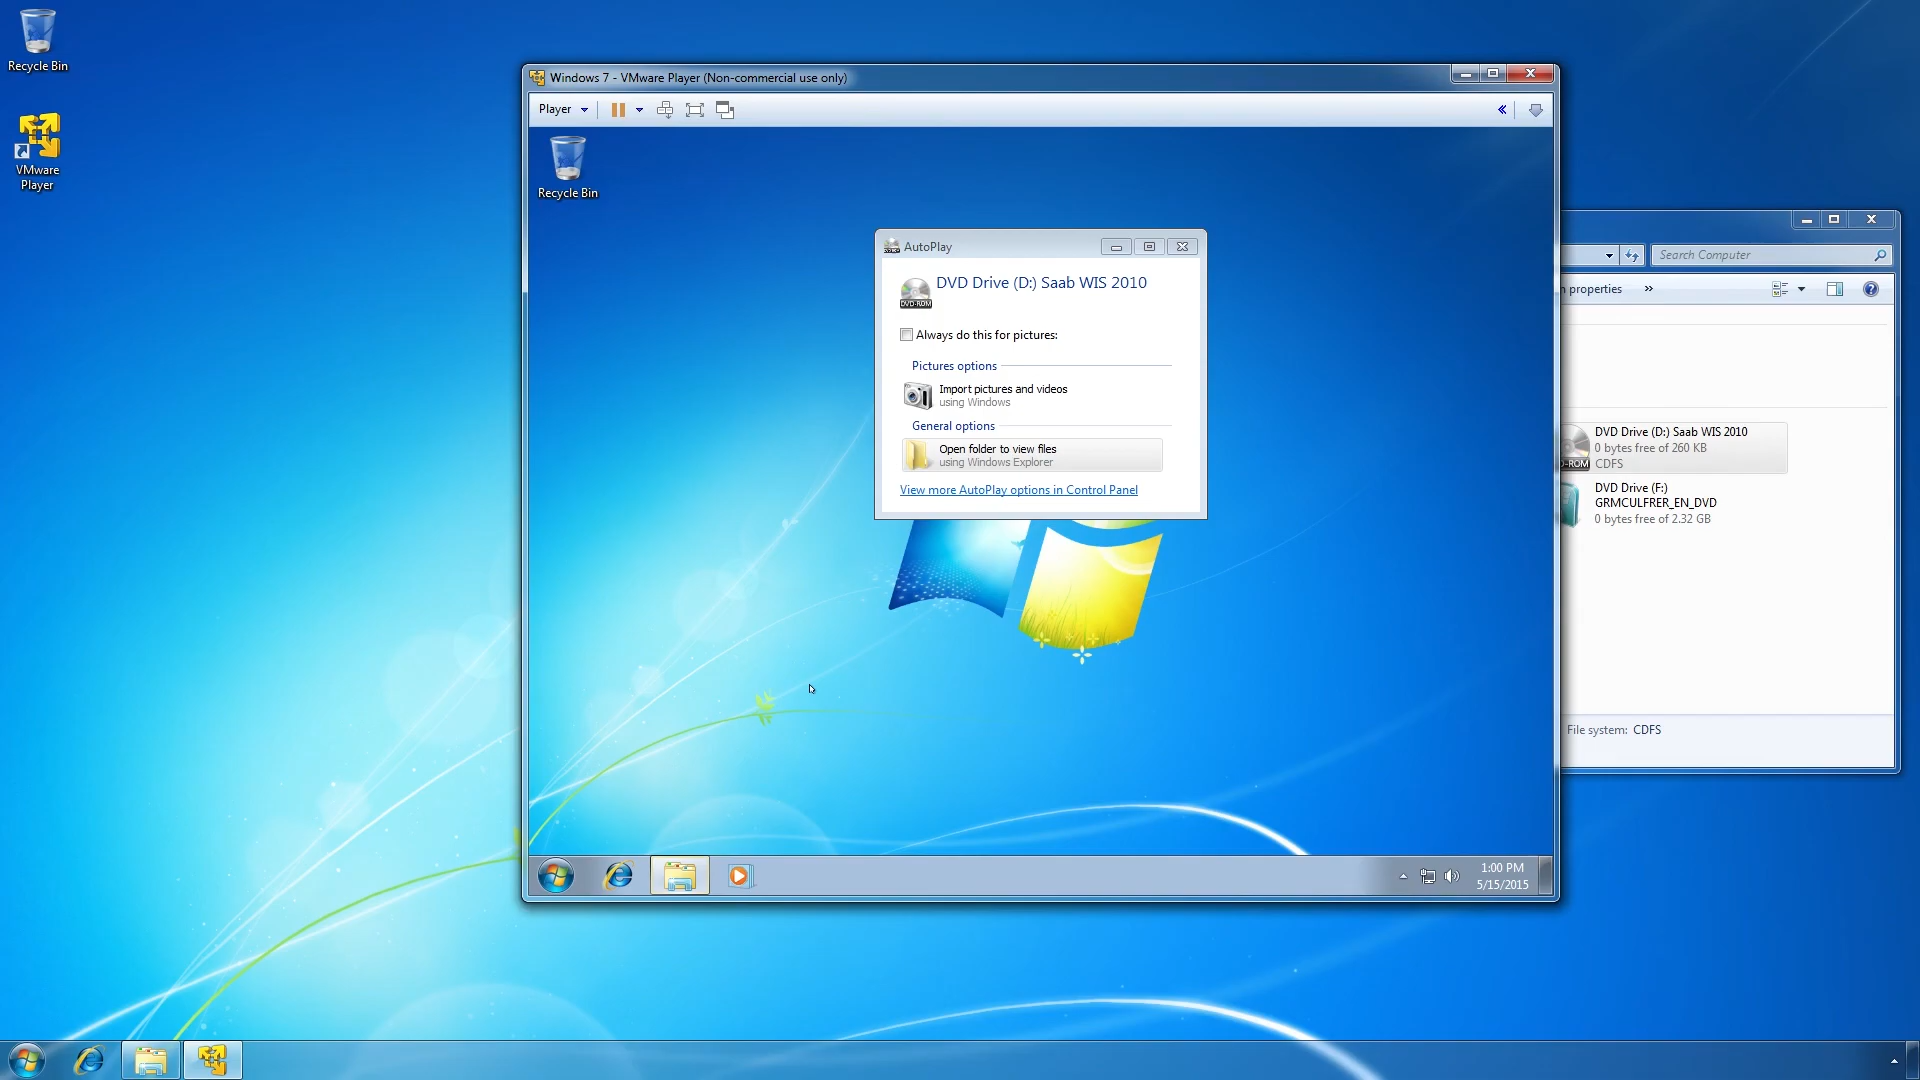 Recycle Bin
VMware
Player
Windows 7 - VMware Player (Non-commercial use only)
Player
Recycle Bin
AutoPlay
DVD Drive (D:) Saab WIS 2010
DVD-ROM
Always do this for pictures:
Pictures options
Import pictures and videos
using Windows
General options
Open folder to view files
using Windows Explorer
View more AutoPlay options in Control Panel
1:00 PM
5/15/2015
Search Computer
properties
»
DVD Drive (D:) Saab WIS 2010
0 bytes free of 260 KB
CDFS
DVD Drive (F:)
GRMCULFRER_EN_DVD
0 bytes free of 2.32 GB
File system: CDFS